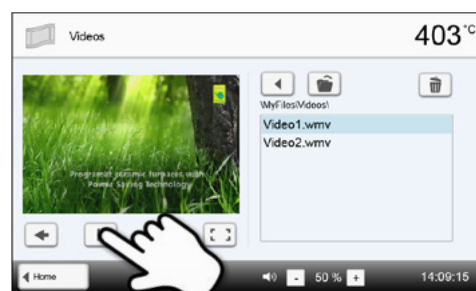 Videos
403 °C
\MyFiles\Videos\
Video1.wmv
Video2.wmv
Programat ceramic furnaces with
Power Saving Technology
Home
- 50 % +
14:09:15